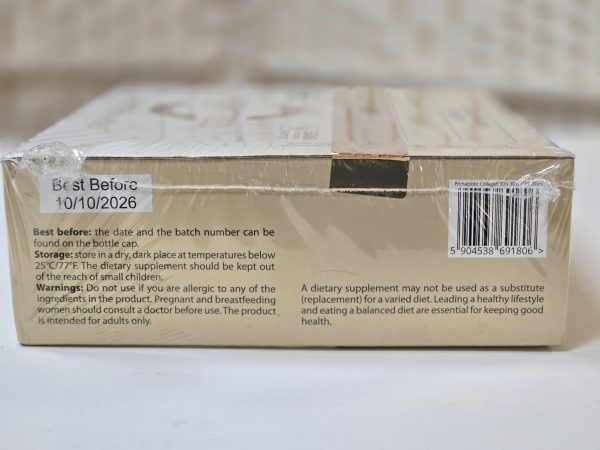 Best Before
10/10/2026
Best before: the date and the batch number can be
found on the bottle cap.
Storage: store in a dry, dark place at temperatures below
25°C/77°F. The dietary supplement should be kept out
of the reach of small children.
Warnings: Do not use if you are allergic to any of the
ingredients in the product. Pregnant and breastfeeding
women should consult a doctor before use. The product
is intended for adults only.
Collagen 30 x 30
5 904538 691806 >
A dietary supplement may not be used as a substitute
(replacement) for a varied diet. Leading a healthy lifestyle
and eating a balanced diet are essential for keeping good
health.